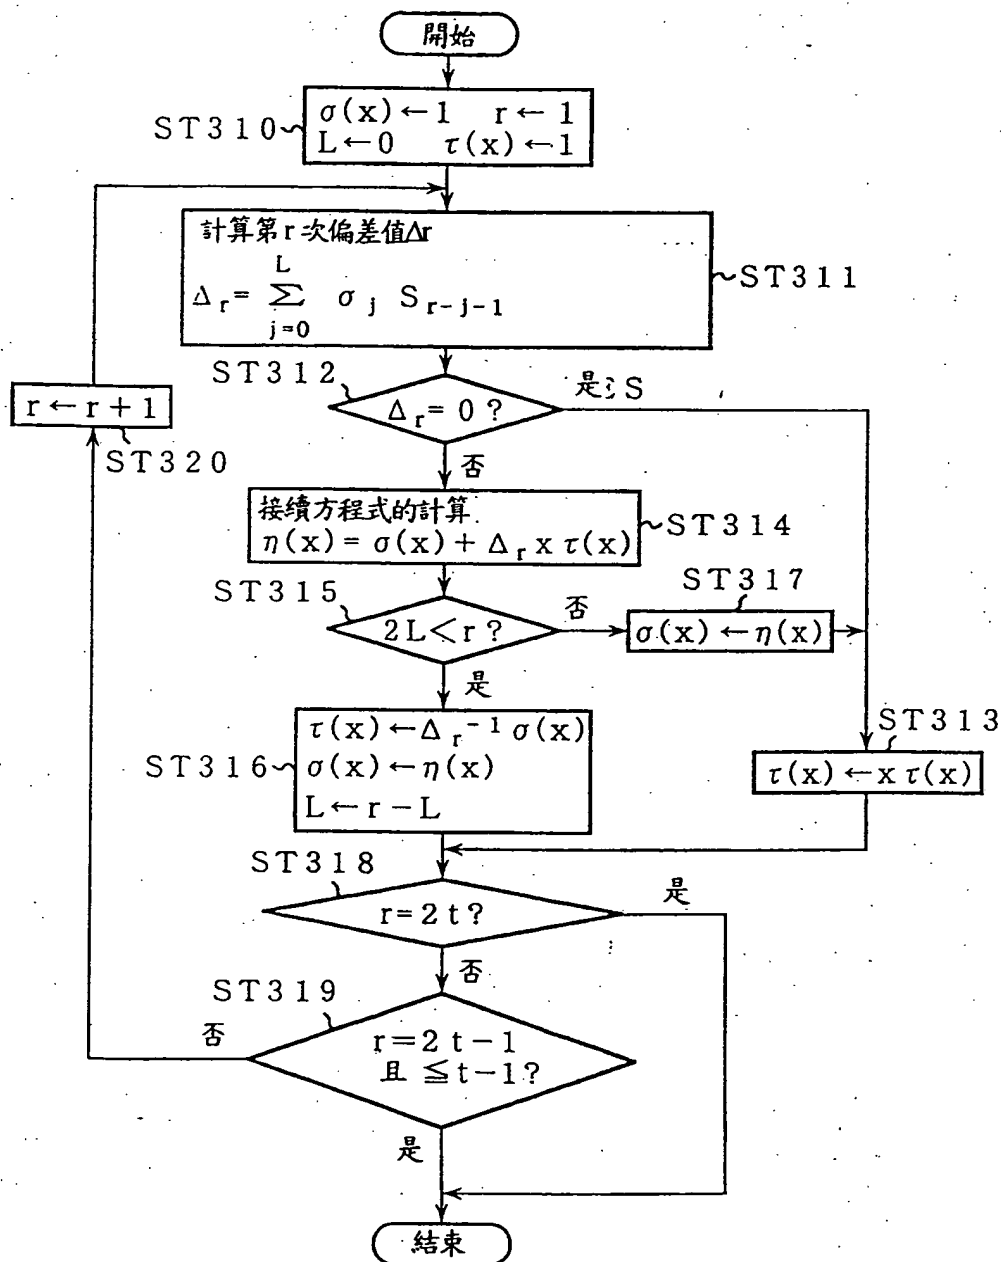 開始
ST310
σ(x)←1 r←1
L←0 τ(x)←1
計算第r次偏差值Δr
Δr= Σ σj Sr-j-1
L
j=0
ST311
ST312
Δr=0?
是
S
r←r+1
ST320
否
接續方程式的計算
η(x)=σ(x)+Δr x τ(x)
ST314
ST315
2L<r?
否
ST317
σ(x)←η(x)
是
ST316
τ(x)←Δr⁻¹σ(x)
σ(x)←η(x)
L←r-L
ST313
τ(x)←xτ(x)
ST318
r=2t?
是
否
ST319
r=2t-1
且 ≦t-1?
否
是
結束